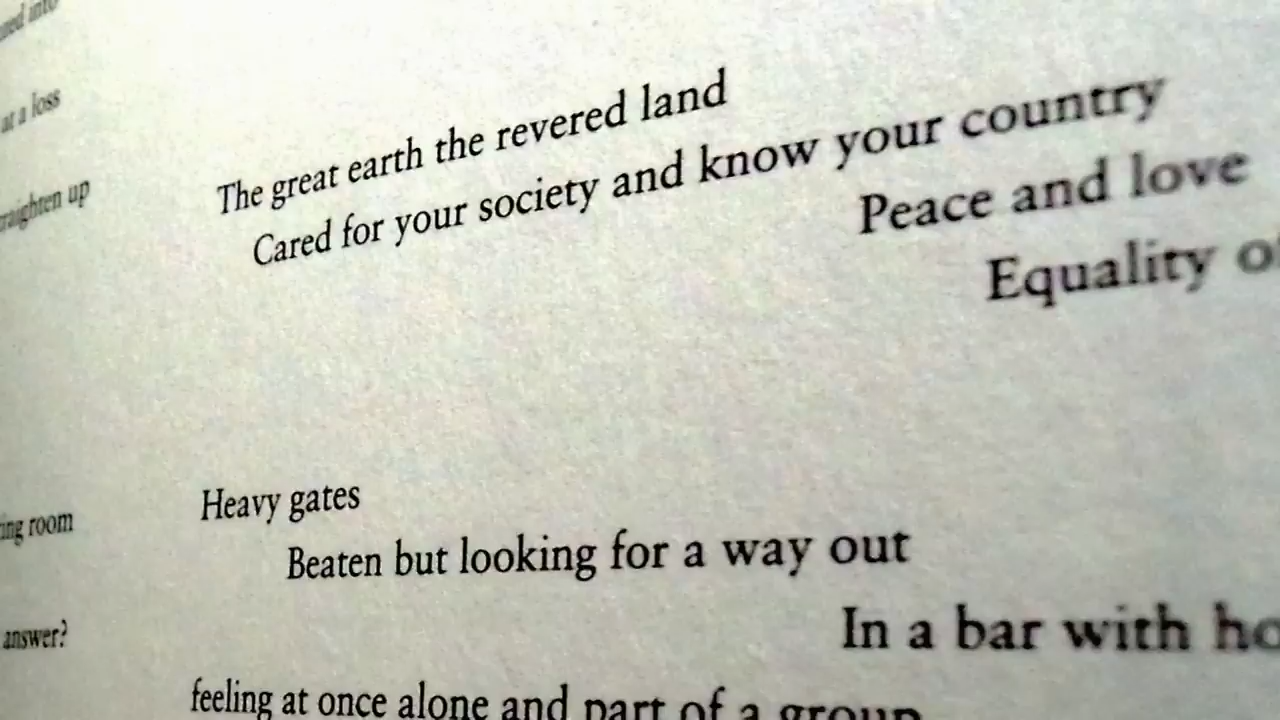 at a loss
up
The great earth the revered land
Cared for your society and know your country
Peace and love
Equality
room
answer?
Heavy gates
Beaten but looking for a way out
In a bar with
feeling at once alone and part of a group